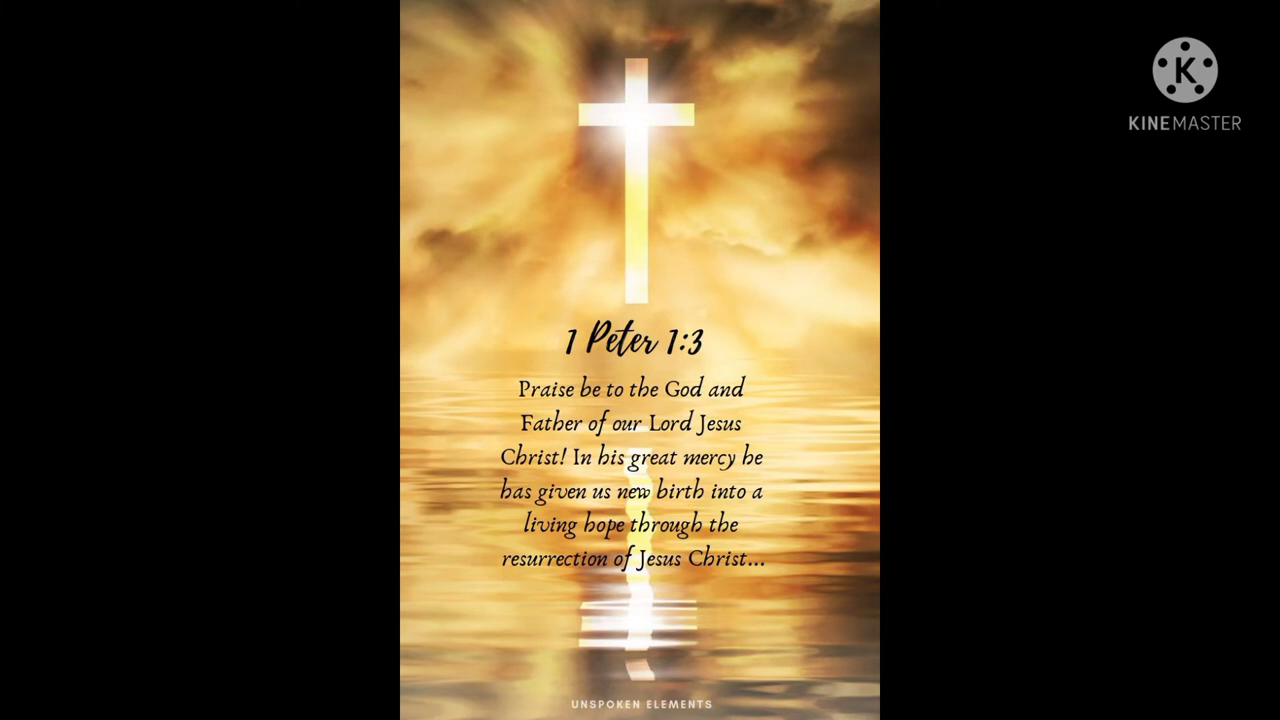 KINEMASTER
1 Peter 1:3
Praise be to the God and
Father of our Lord Jesus
Christ! In his great mercy he
has given us new birth into a
living hope through the
resurrection of Jesus Christ...
UNSPOKEN ELEMENTS